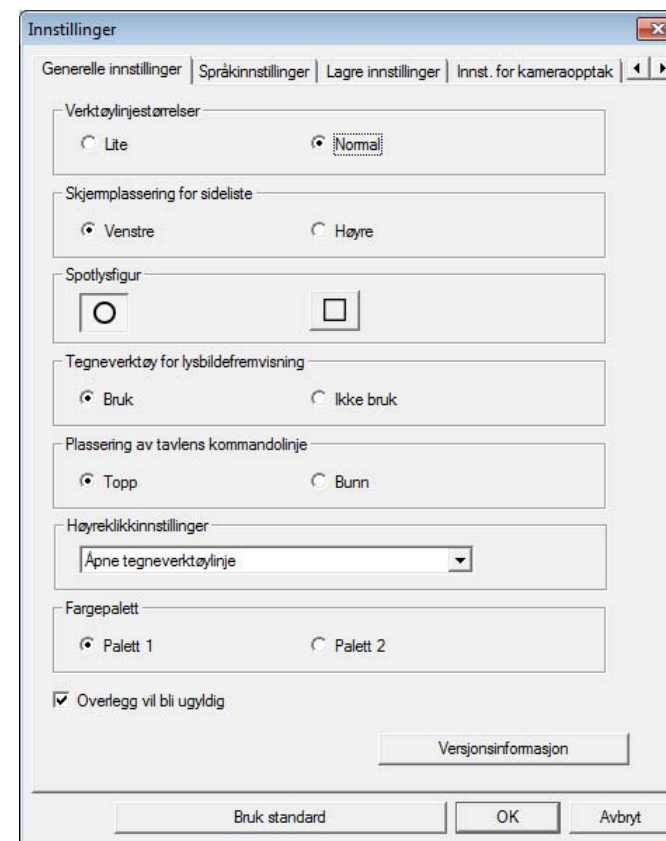 Innstillinger
Generelle innstillinger Språkinnstillinger Lagre innstillinger Innst. for kameraopptak
Verktøylinjestørrelser
Lite Normal
Skjermplassering for sideliste
Venstre Høyre
Spotlysfigur
Tegneverktøy for lysbildefremvisning
Bruk Ikke bruk
Plassering av tavlens kommandolinje
Topp Bunn
Høyreklikkinnstillinger
Åpne tegneverktøylinje
Fargepalett
Palett 1 Palett 2
Overlegg vil bli ugyldig
Versjonsinformasjon
Bruk standard OK Avbryt